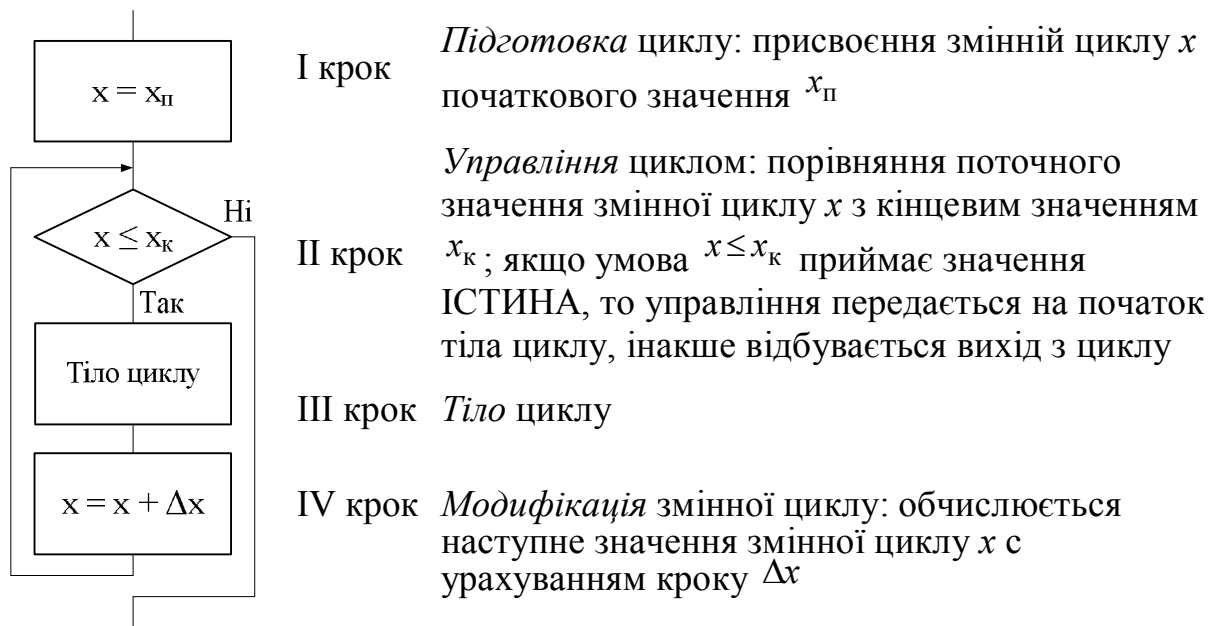 x = xп
x ≤ xк
Ні
Так
Тіло циклу
x = x + Δx
I крок
Підготовка циклу: присвоєння змінній циклу x
початкового значення xп
II крок
Управління циклом: порівняння поточного
значення змінної циклу x з кінцевим значенням
xк ; якщо умова x ≤ xк приймає значення
ІСТИНА, то управління передається на початок
тіла циклу, інакше відбувається вихід з циклу
III крок
Тіло циклу
IV крок
Модифікація змінної циклу: обчислюється
наступне значення змінної циклу x с
урахуванням кроку Δx